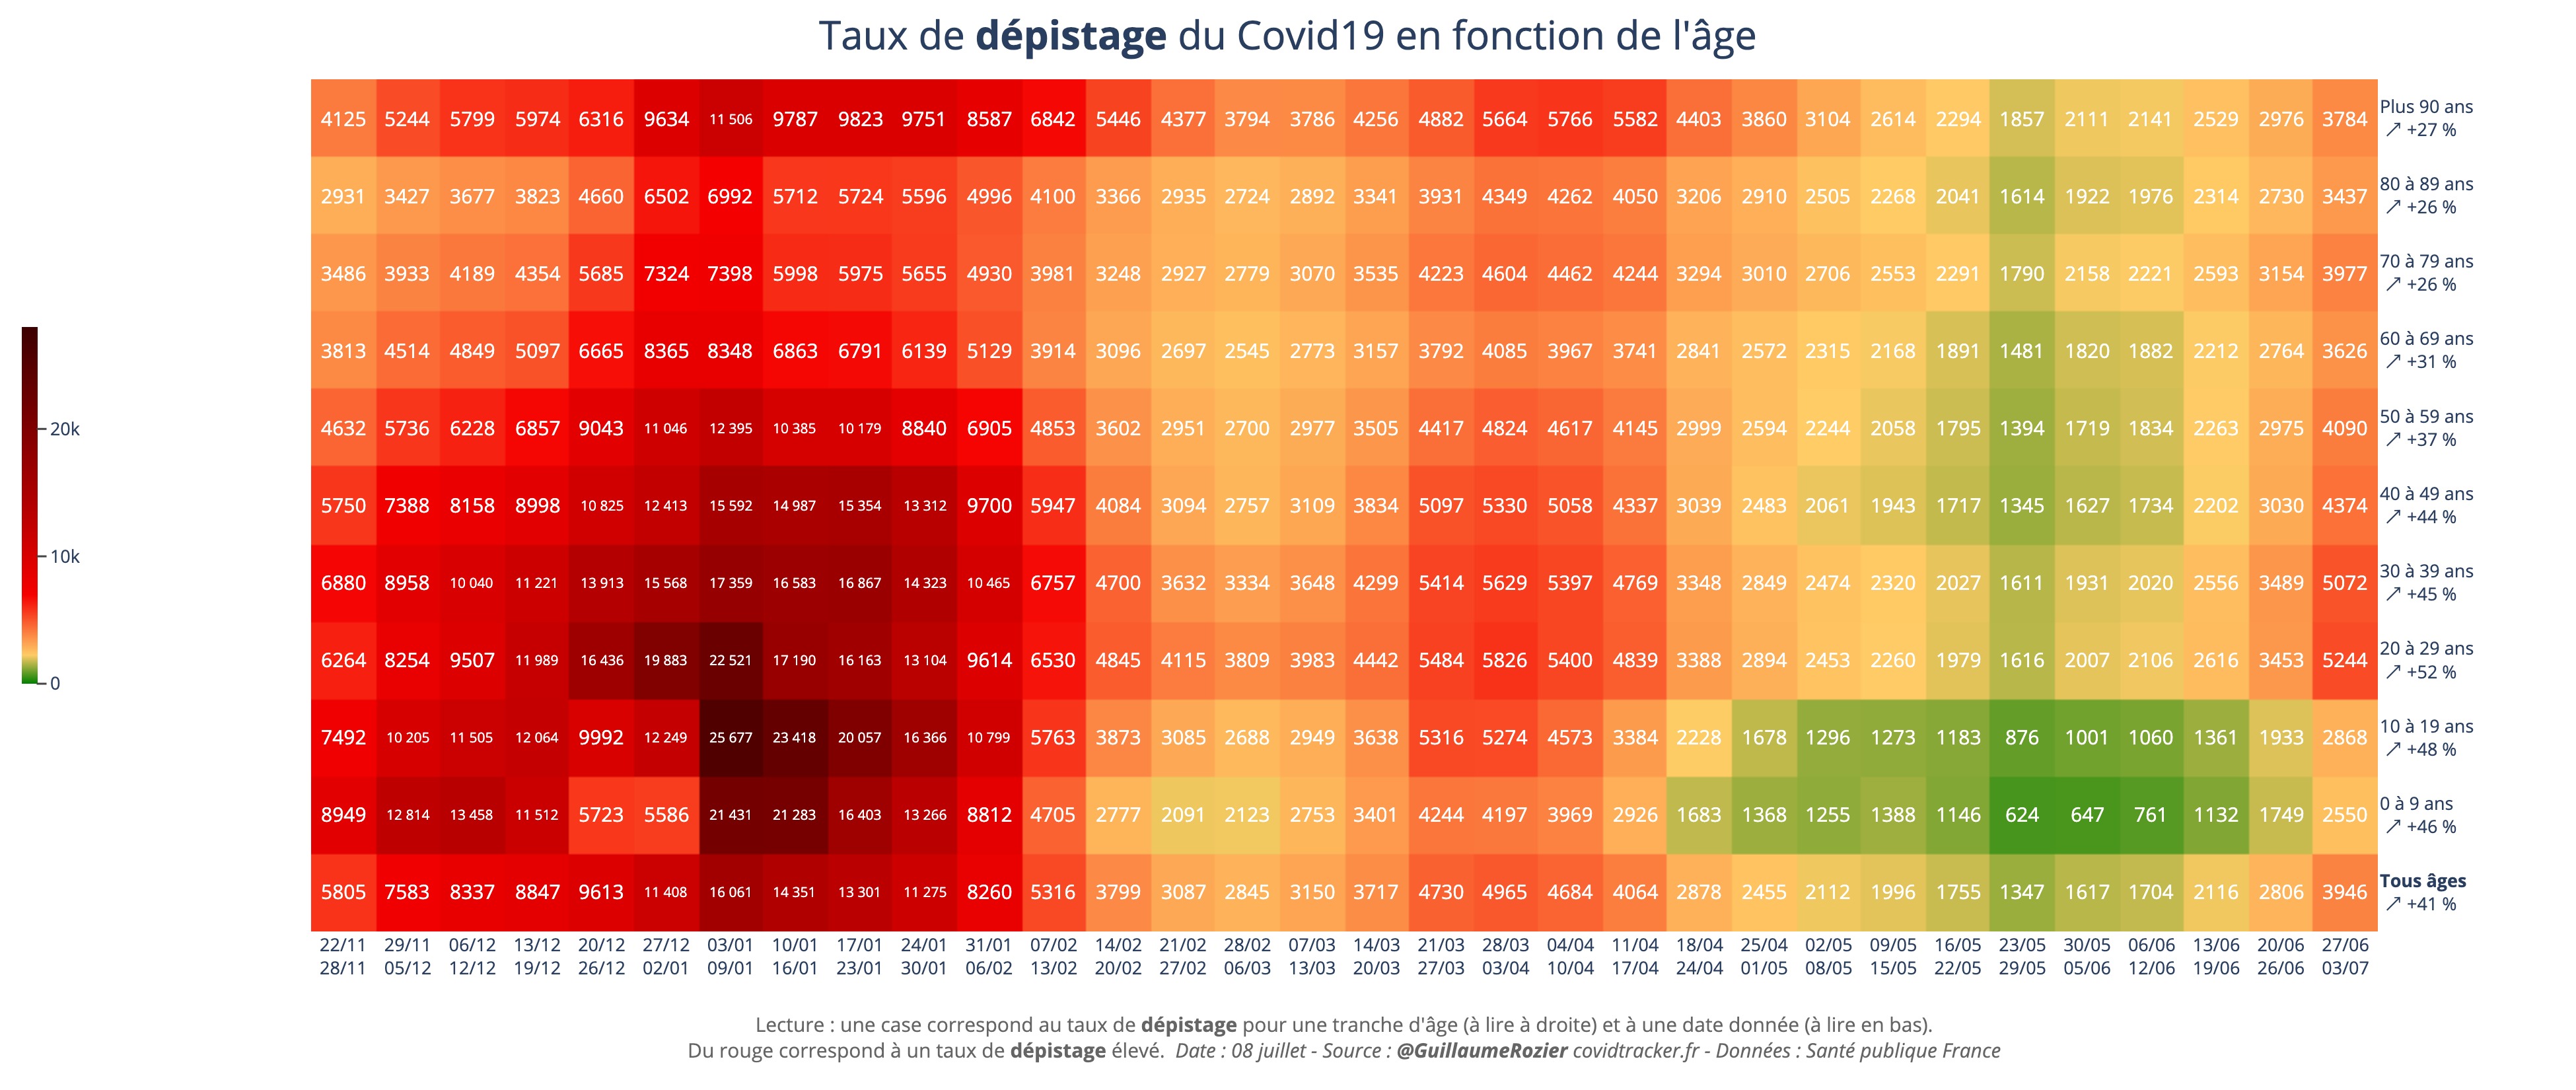 Taux de dépistage du Covid19 en fonction de l'âge
4125 5244 5799 5974 6316 9634 11 506 9787 9823 9751 8587 6842 5446 4377 3794 3786 4256 4882 5664 5766 5582 4403 3860 3104 2614 2294 1857 2111 2141 2529 2976 3784 Plus 90 ans
↗ +27 %
2931 3427 3677 3823 4660 6502 6992 5712 5724 5596 4996 4100 3366 2935 2724 2892 3341 3931 4349 4262 4050 3206 2910 2505 2268 2041 1614 1922 1976 2314 2730 3437 80 à 89 ans
↗ +26 %
3486 3933 4189 4354 5685 7324 7398 5998 5975 5655 4930 3981 3248 2927 2779 3070 3535 4223 4604 4462 4244 3294 3010 2706 2553 2291 1790 2158 2221 2593 3154 3977 70 à 79 ans
↗ +26 %
3813 4514 4849 5097 6665 8365 8348 6863 6791 6139 5129 3914 3096 2697 2545 2773 3157 3792 4085 3967 3741 2841 2572 2315 2168 1891 1481 1820 1882 2212 2764 3626 60 à 69 ans
↗ +31 %
4632 5736 6228 6857 9043 11 046 12 395 10 385 10 179 8840 6905 4853 3602 2951 2700 2977 3505 4417 4824 4617 4145 2999 2594 2244 2058 1795 1394 1719 1834 2263 2975 4090 50 à 59 ans
↗ +37 %
5750 7388 8158 8998 10 825 12 413 15 592 14 987 15 354 13 312 9700 5947 4084 3094 2757 3109 3834 5097 5330 5058 4337 3039 2483 2061 1943 1717 1345 1627 1734 2202 3030 4374 40 à 49 ans
↗ +44 %
6880 8958 10 040 11 221 13 913 15 568 17 359 16 583 16 867 14 323 10 465 6757 4700 3632 3334 3648 4299 5414 5629 5397 4769 3348 2849 2474 2320 2027 1611 1931 2020 2556 3489 5072 30 à 39 ans
↗ +45 %
6264 8254 9507 11 989 16 436 19 883 22 521 17 190 16 163 13 104 9614 6530 4845 4115 3809 3983 4442 5484 5826 5400 4839 3388 2894 2453 2260 1979 1616 2007 2106 2616 3453 5244 20 à 29 ans
↗ +52 %
7492 10 205 11 505 12 064 9992 12 249 25 677 23 418 20 057 16 366 10 799 5763 3873 3085 2688 2949 3638 5316 5274 4573 3384 2228 1678 1296 1273 1183 876 1001 1060 1361 1933 2868 10 à 19 ans
↗ +48 %
8949 12 814 13 458 11 512 5723 5586 21 431 21 283 16 403 13 266 8812 4705 2777 2091 2123 2753 3401 4244 4197 3969 2926 1683 1368 1255 1388 1146 624 647 761 1132 1749 2550 0 à 9 ans
↗ +46 %
5805 7583 8337 8847 9613 11 408 16 061 14 351 13 301 11 275 8260 5316 3799 3087 2845 3150 3717 4730 4965 4684 4064 2878 2455 2112 1996 1755 1347 1617 1704 2116 2806 3946 Tous âges
↗ +41 %
20k
10k
0
22/11 29/11 06/12 13/12 20/12 27/12 03/01 10/01 17/01 24/01 31/01 07/02 14/02 21/02 28/02 07/03 14/03 21/03 28/03 04/04 11/04 18/04 25/04 02/05 09/05 16/05 23/05 30/05 06/06 13/06 20/06 27/06
28/11 05/12 12/12 19/12 26/12 02/01 09/01 16/01 23/01 30/01 06/02 13/02 20/02 27/02 06/03 13/03 20/03 27/03 03/04 10/04 17/04 24/04 01/05 08/05 15/05 22/05 29/05 05/06 12/06 19/06 26/06 03/07
Lecture : une case correspond au taux de dépistage pour une tranche d'âge (à lire à droite) et à une date donnée (à lire en bas).
Du rouge correspond à un taux de dépistage élevé. Date : 08 juillet - Source : @GuillaumeRozier covidtracker.fr - Données : Santé publique France